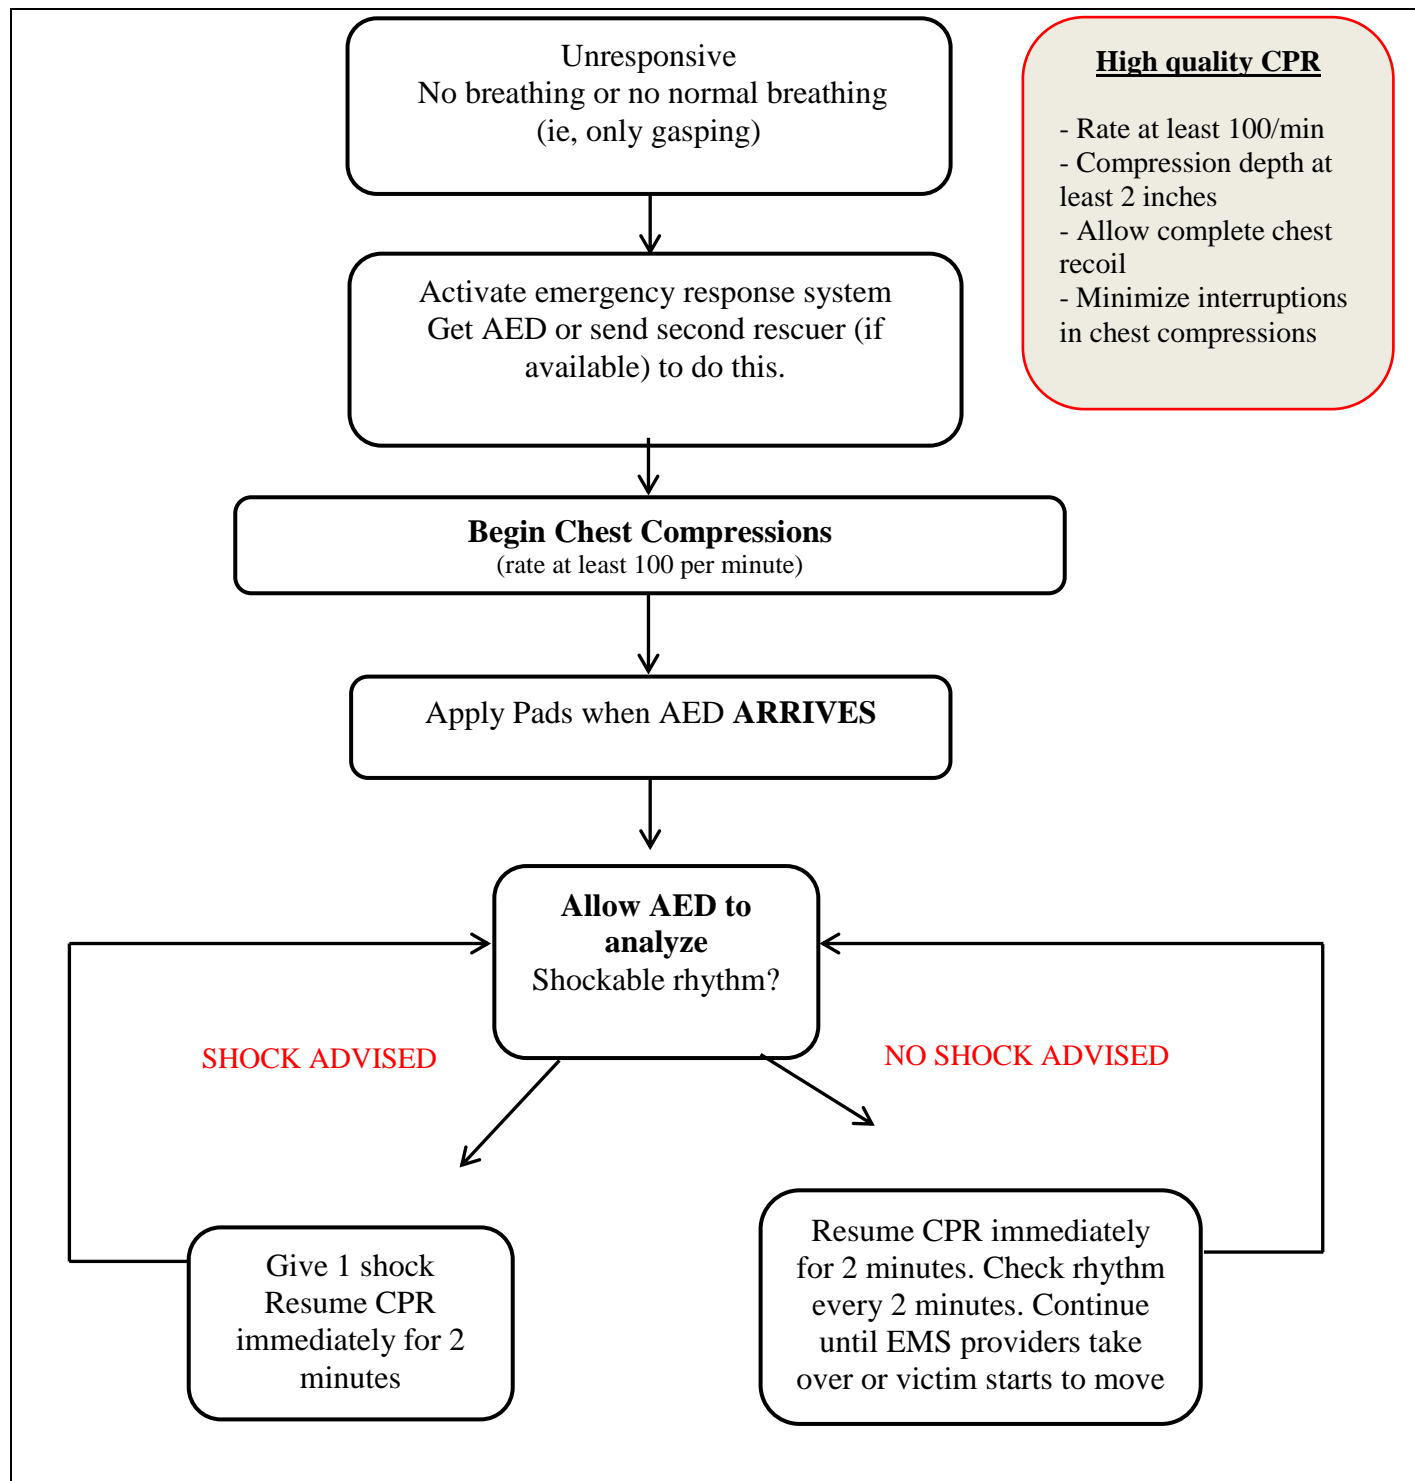 Unresponsive
No breathing or no normal breathing
(ie, only gasping)
High quality CPR
- Rate at least 100/min
- Compression depth at
least 2 inches
- Allow complete chest
recoil
- Minimize interruptions
in chest compressions
Activate emergency response system
Get AED or send second rescuer (if
available) to do this.
Begin Chest Compressions
(rate at least 100 per minute)
Apply Pads when AED ARRIVES
Allow AED to
analyze
Shockable rhythm?
SHOCK ADVISED
NO SHOCK ADVISED
Give 1 shock
Resume CPR
immediately for 2
minutes
Resume CPR immediately
for 2 minutes. Check rhythm
every 2 minutes. Continue
until EMS providers take
over or victim starts to move